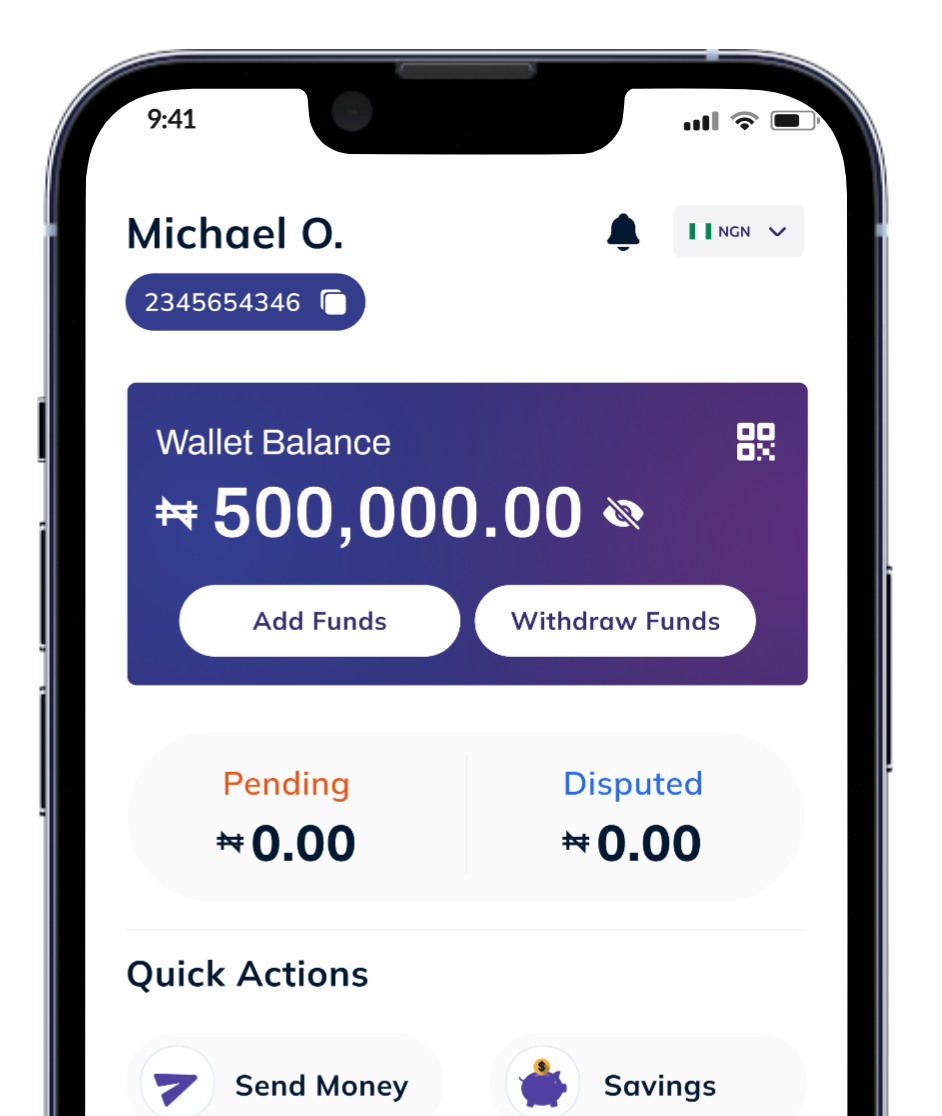 9:41
Michael O.
NGN
2345654346
Wallet Balance
₦ 500,000.00
Add Funds
Withdraw Funds
Pending
Disputed
₦ 0.00
₦ 0.00
Quick Actions
Send Money
$
Savings